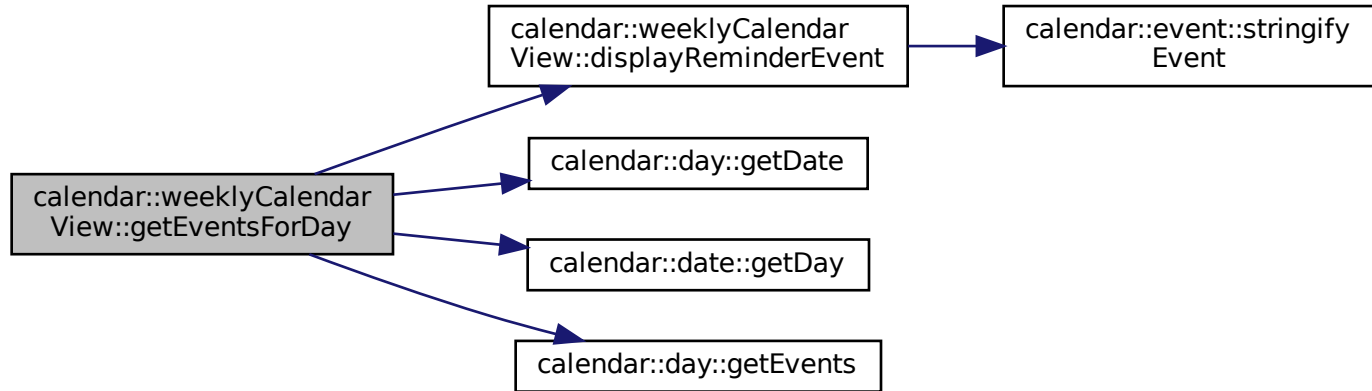 calendar::weeklyCalendar
View::displayReminderEvent
calendar::event::stringify
Event
calendar::day::getDate
calendar::weeklyCalendar
View::getEventsForDay
calendar::date::getDay
calendar::day::getEvents